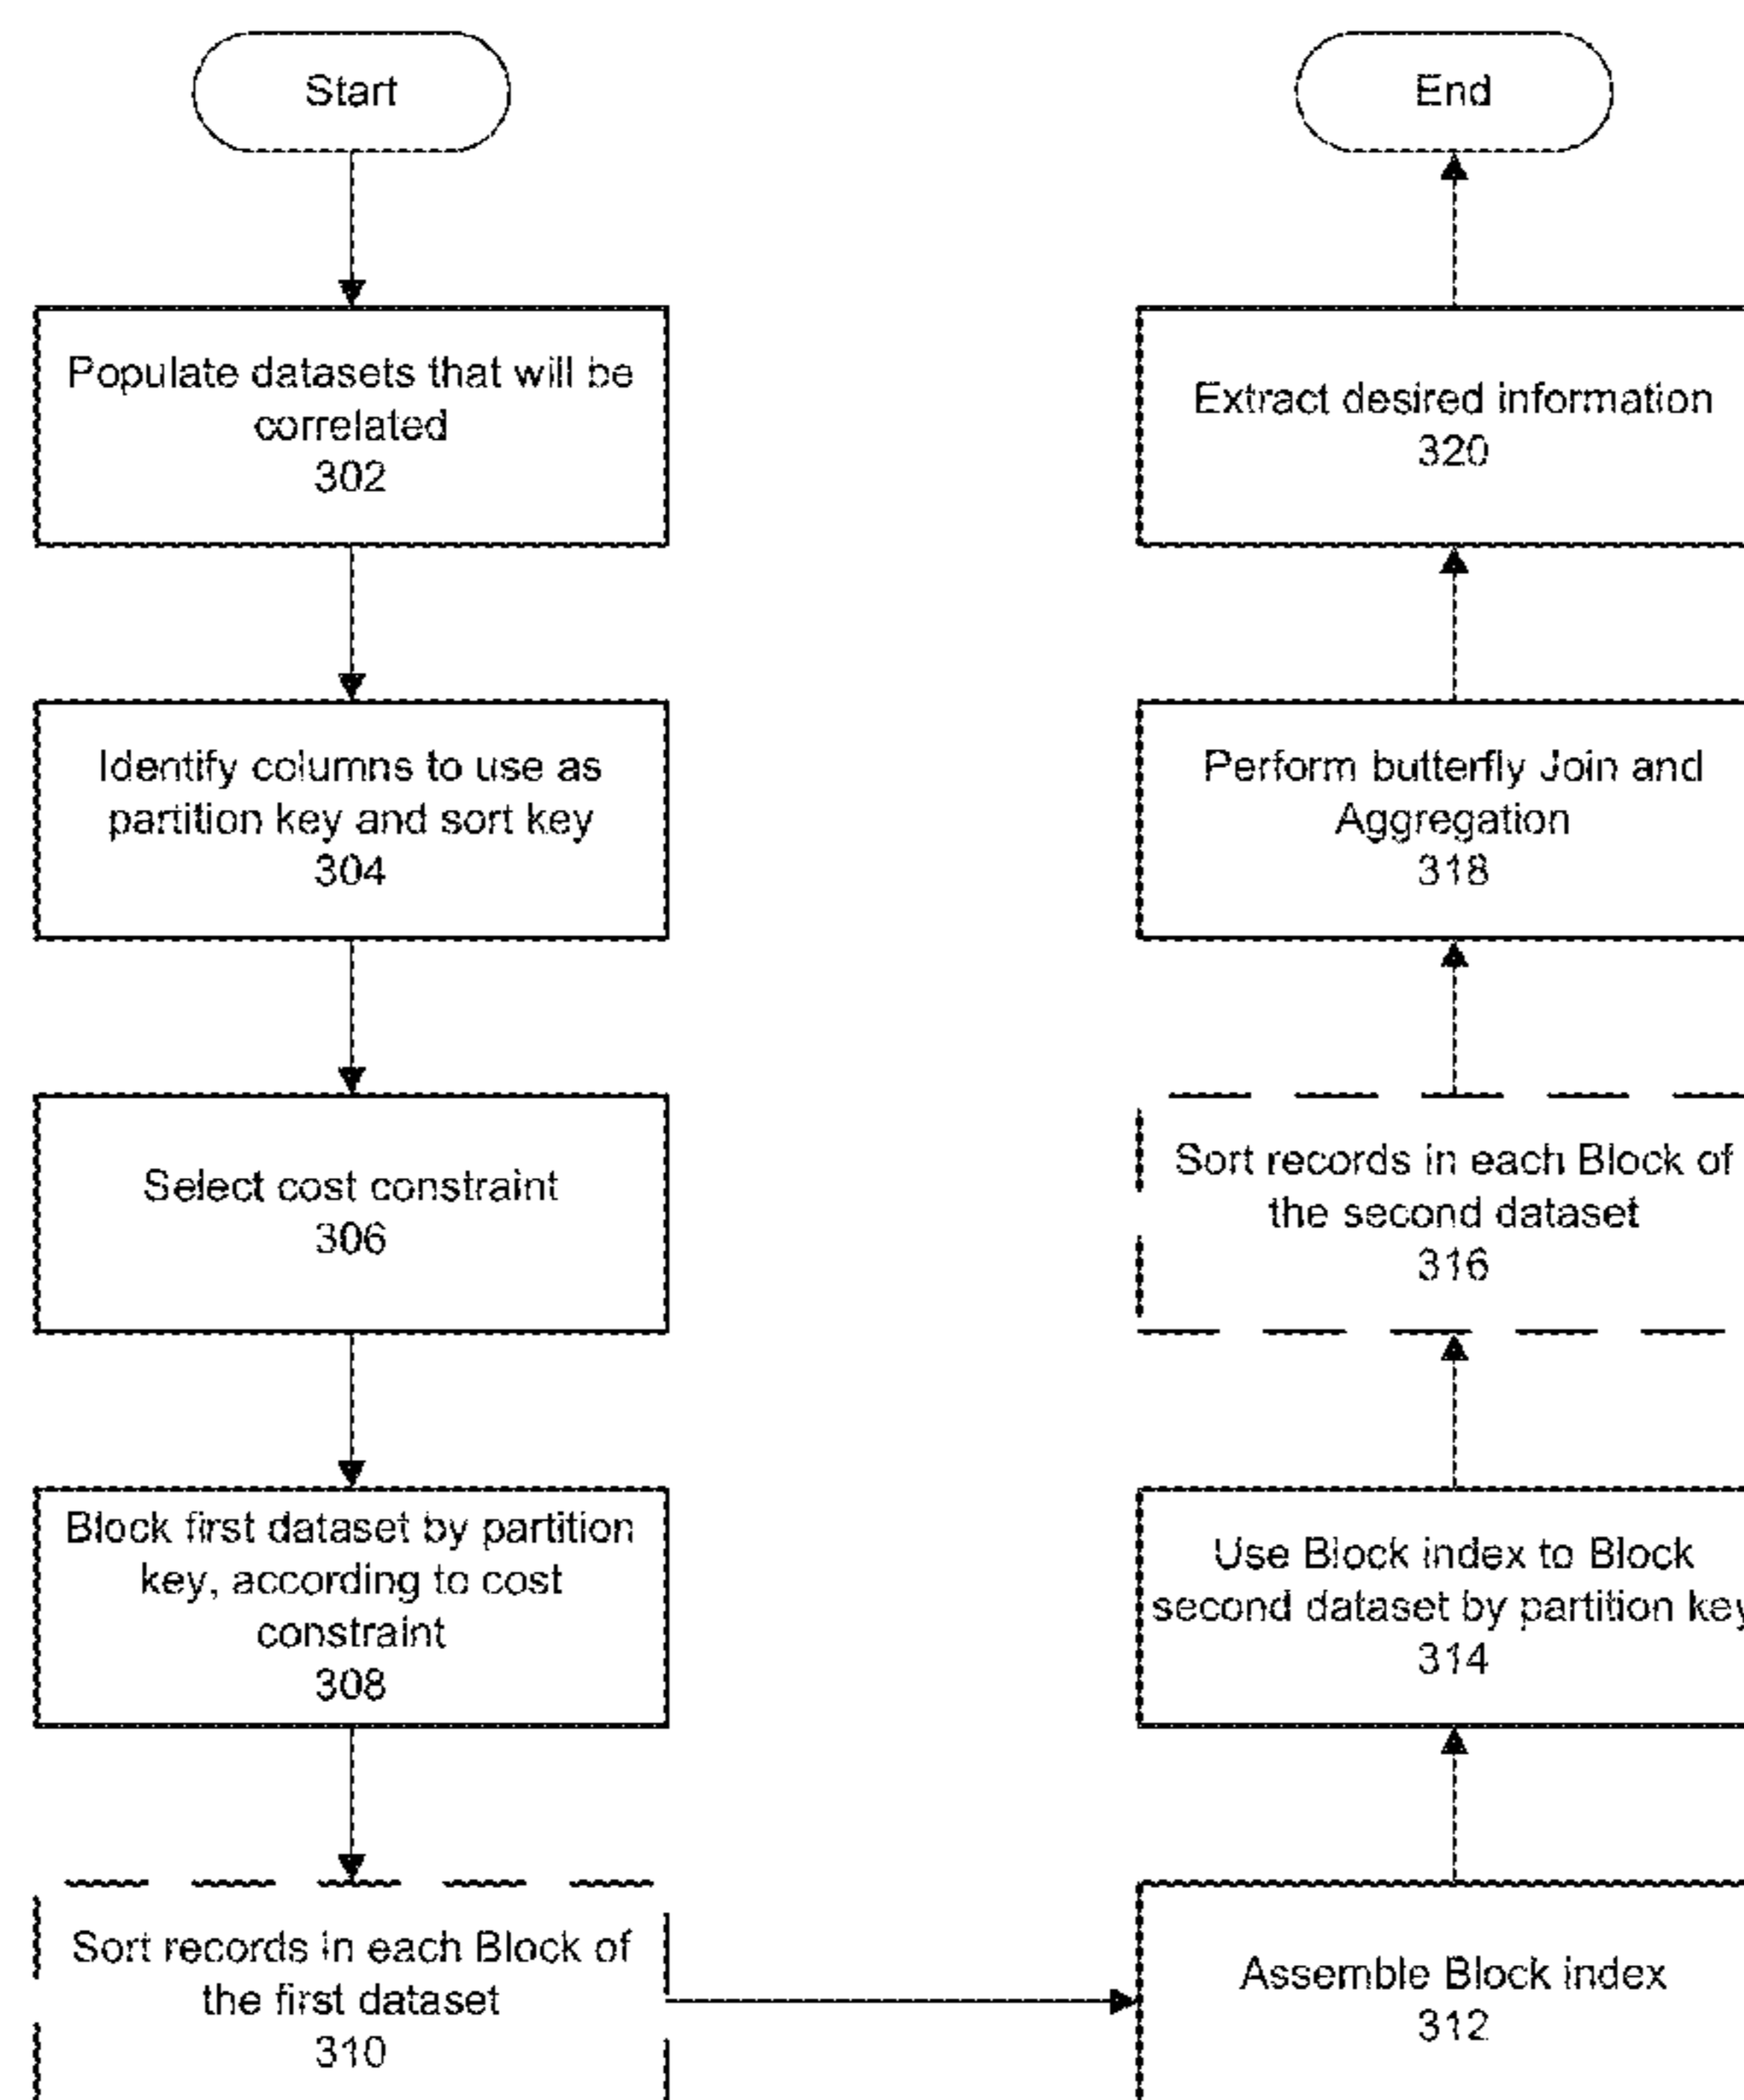 Start
Populate datasets that will be
correlated
302
Identify columns to use as
partition key and sort key
304
Select cost constraint
306
Block first dataset by partition
key, according to cost
constraint
308
Sort records in each Block of
the first dataset
310
Assemble Block index
312
Use Block index to Block
second dataset by partition key
314
Sort records in each Block of
the second dataset
316
Perform butterfly Join and
Aggregation
318
Extract desired information
320
End